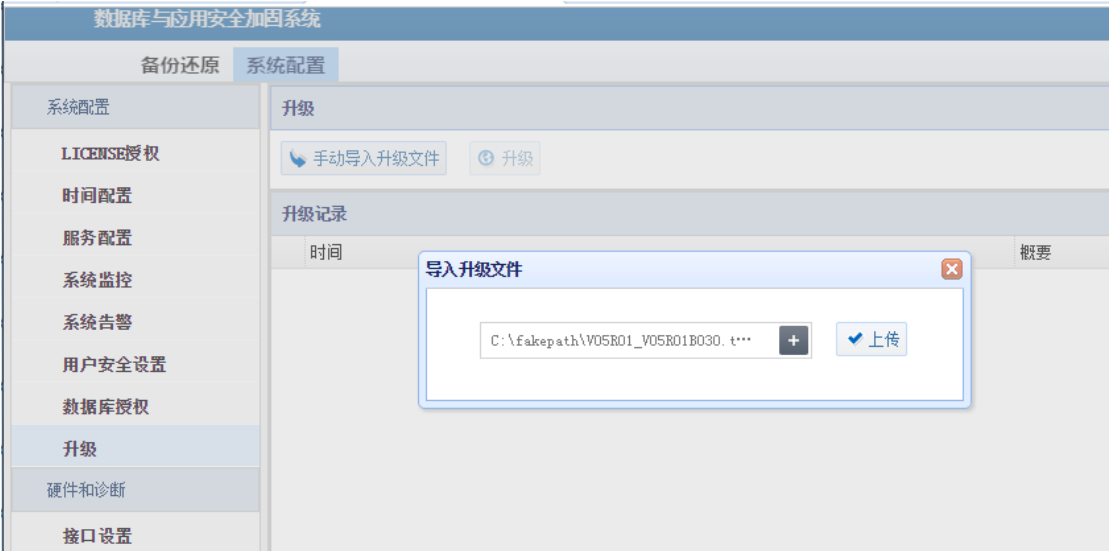 数据库与应用安全加固系统
备份还原 系统配置
系统配置
LICENSE授权
时间配置
服务配置
系统监控
系统告警
用户安全设置
数据库授权
升级
硬件和诊断
接口设置
升级
手动导入升级文件 升级
升级记录
时间 概要
导入升级文件
C:\fakepath\V05R01_V05R01B030.t… + 上传